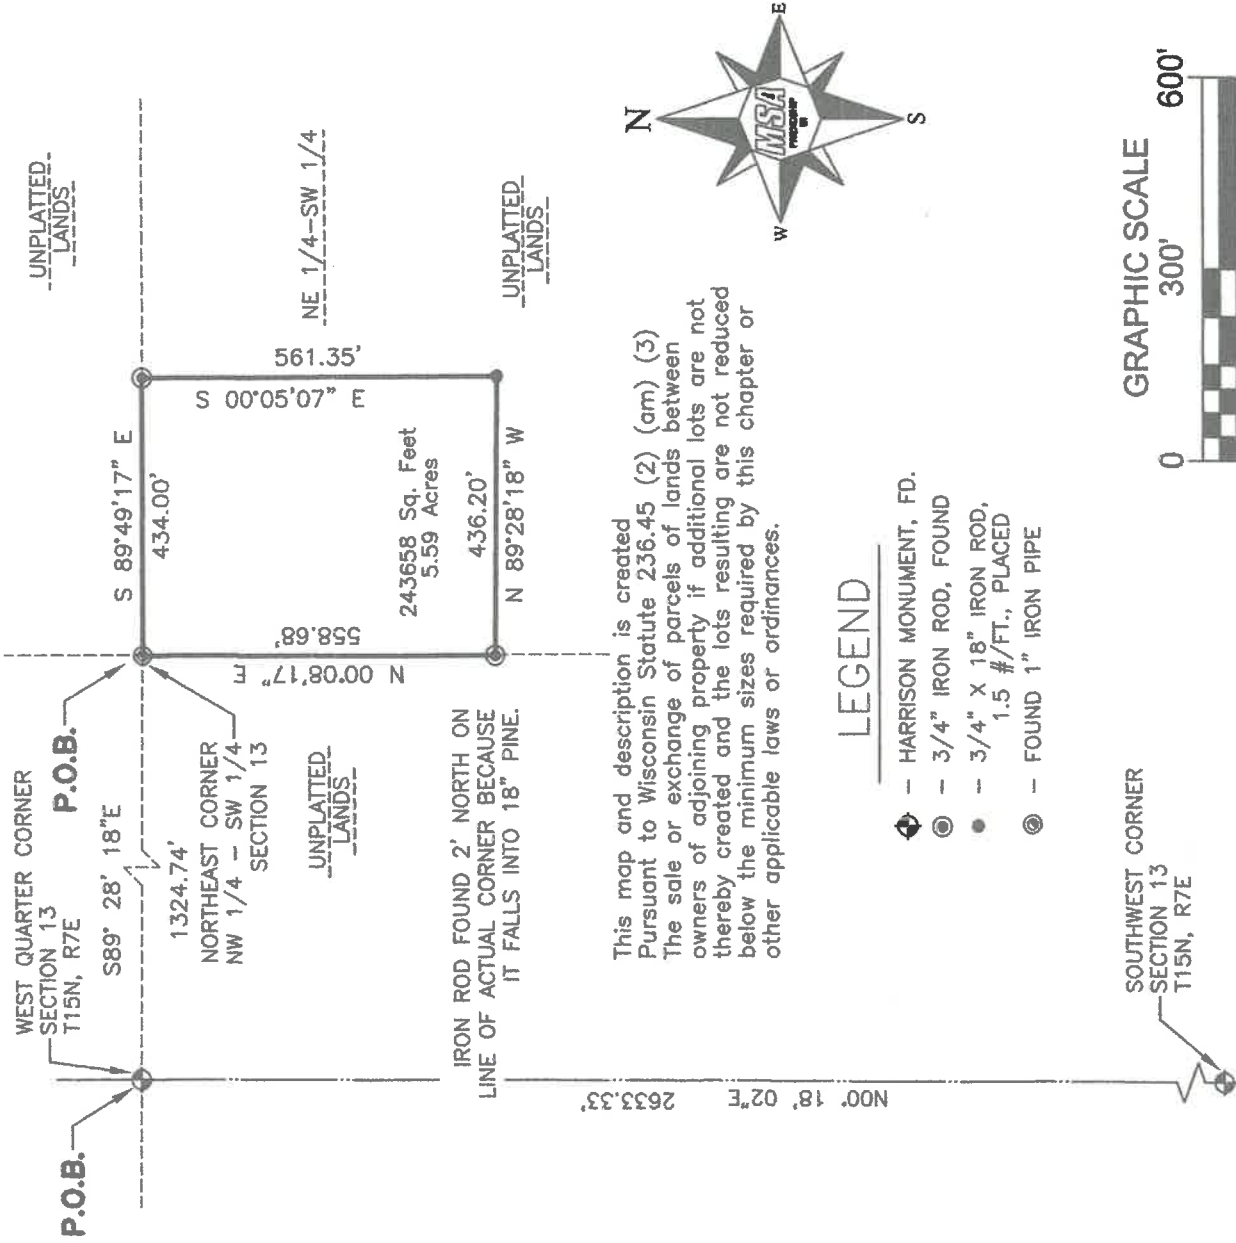 WEST QUARTER CORNER
SECTION 13
T15N, R7E
P.O.B.
P.O.B.
S89° 28' 18"E
1324.74'
NORTHEAST CORNER
NW 1/4 - SW 1/4
SECTION 13
UNPLATTED
LANDS
S 89°49'17" E
434.00'
UNPLATTED
LANDS
N 00°08'17" E
558.68'
243658 Sq. Feet
5.59 Acres
S 00°05'07" E
561.35'
NE 1/4-SW 1/4
436.20'
N 89°28'18" W
UNPLATTED
LANDS
IRON ROD FOUND 2' NORTH ON
LINE OF ACTUAL CORNER BECAUSE
IT FALLS INTO 18" PINE.
N00° 18' 02"E 2633.33'
This map and description is created
Pursuant to Wisconsin Statute 236.45 (2) (am) (3)
The sale or exchange of parcels of lands between
owners of adjoining property if additional lots are not
thereby created and the lots resulting are not reduced
below the minimum sizes required by this chapter or
other applicable laws or ordinances.
N
E
S
W
MSA
LEGEND
- HARRISON MONUMENT, FD.
- 3/4" IRON ROD, FOUND
- 3/4" X 18" IRON ROD,
1.5 #/FT., PLACED
- FOUND 1" IRON PIPE
SOUTHWEST CORNER
SECTION 13
T15N, R7E
GRAPHIC SCALE
0 300' 600'